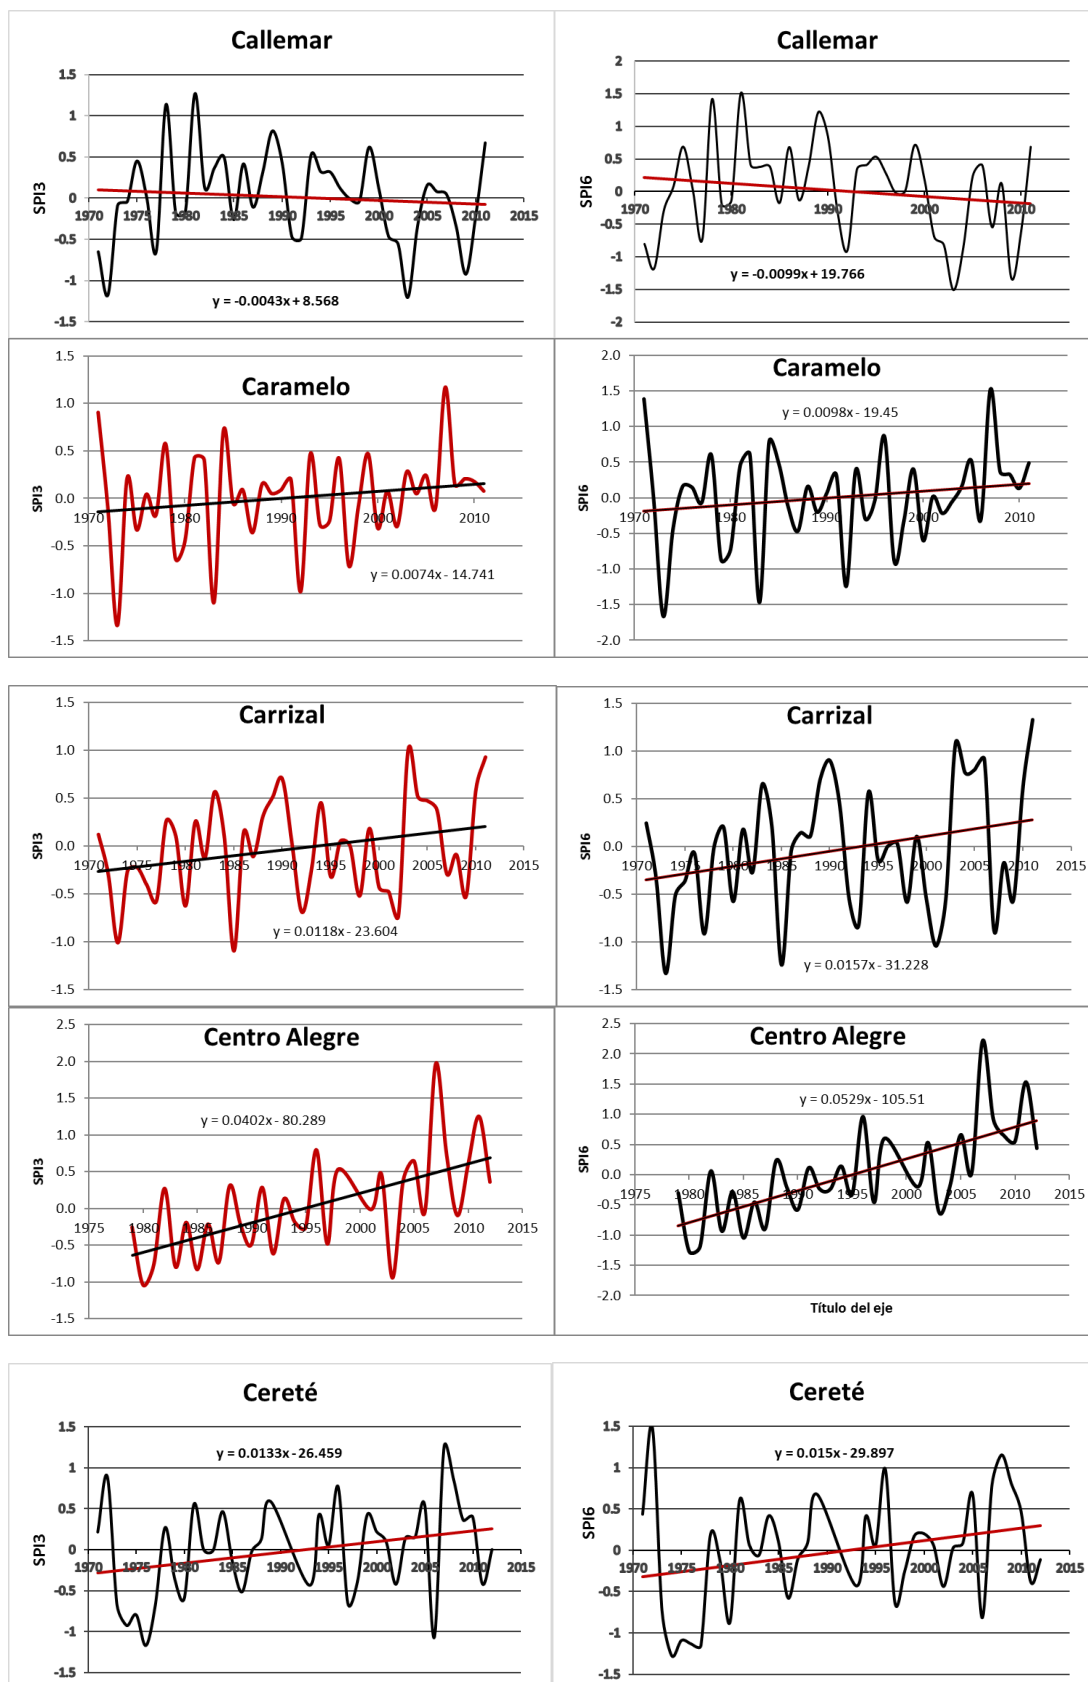 Callemar
1.5
1
0.5
0
-0.5
-1
-1.5
SPI3
1970 1975 1980 1985 1990 1995 2000 2005 2010 2015
y = -0.0043x + 8.568
Callemar
2
1.5
1
0.5
0
-0.5
-1
-1.5
-2
SPI6
1970 1980 1990 2000 2010
y = -0.0099x + 19.766
Caramelo
1.5
1.0
0.5
0.0
-0.5
-1.0
-1.5
SPI3
1970 1980 1990 2000 2010
y = 0.0074x - 14.741
Caramelo
2.0
1.5
1.0
0.5
0.0
-0.5
-1.0
-1.5
-2.0
SPI6
1970 1980 1990 2000 2010
y = 0.0098x - 19.45
Carrizal
1.5
1.0
0.5
0.0
-0.5
-1.0
-1.5
SPI3
1970 1975 1980 1985 1990 1995 2000 2005 2010 2015
y = 0.0118x - 23.604
Carrizal
1.5
1.0
0.5
0.0
-0.5
-1.0
-1.5
SPI6
1970 1975 1980 1985 1990 1995 2000 2005 2010 2015
y = 0.0157x - 31.228
Centro Alegre
2.5
2.0
1.5
1.0
0.5
0.0
-0.5
-1.0
-1.5
SPI3
1975 1980 1985 1990 1995 2000 2005 2010 2015
y = 0.0402x - 80.289
Centro Alegre
2.5
2.0
1.5
1.0
0.5
0.0
-0.5
-1.0
-1.5
-2.0
SPI6
1975 1980 1985 1990 1995 2000 2005 2010 2015
y = 0.0529x - 105.51
Título del eje
Cereté
1.5
1
0.5
0
-0.5
-1
-1.5
SPI3
1970 1975 1980 1985 1990 1995 2000 2005 2010 2015
y = 0.0133x - 26.459
Cereté
1.5
1
0.5
0
-0.5
-1
-1.5
SPI6
1970 1975 1980 1985 1990 1995 2000 2005 2010 2015
y = 0.015x - 29.897